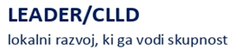 LEADER/CLLD
lokalni razvoj, ki ga vodi skupnost